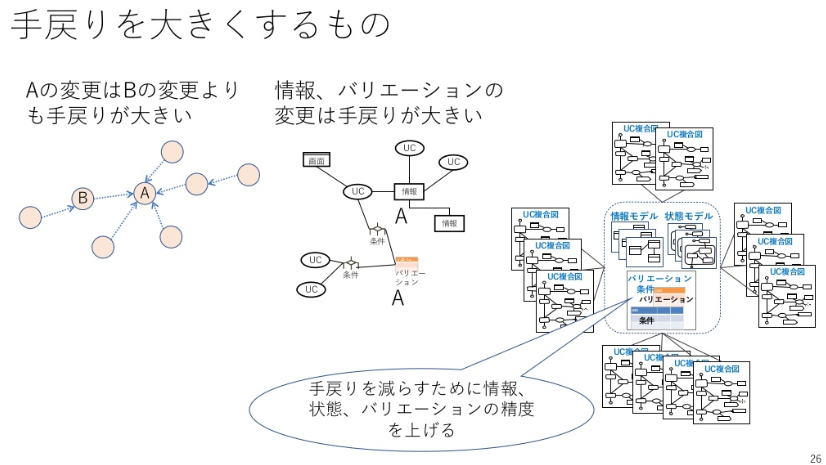 手戻りを大きくするもの
Aの変更はBの変更より
も手戻りが大きい
情報、バリエーションの
変更は手戻りが大きい
B
A
画面
UC
UC
UC
情報
A
情報
条件
UC
条件
バリエー
ション
UC
A
UC複合図
UC複合図
UC複合図
UC複合図
UC複合図
情報モデル
状態モデル
バリエーション
条件
バリエーション
条件
UC複合図
UC複合図
UC複合図
UC複合図
UC複合図
UC複合図
UC複合図
手戻りを減らすために情報、
状態、バリエーションの精度
を上げる
26